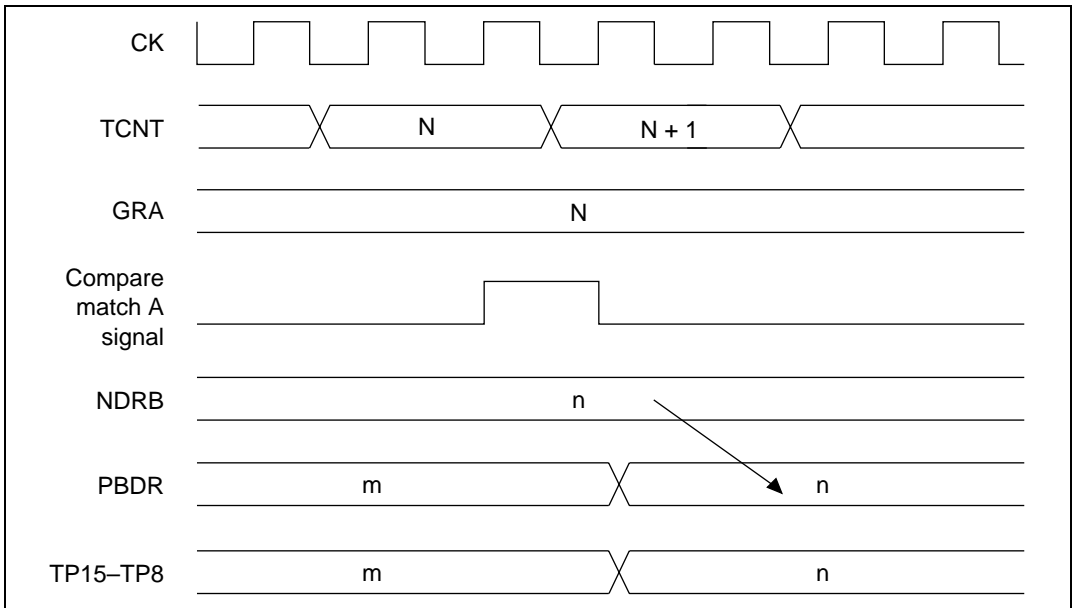 CK
TCNT
N
N + 1
GRA
N
Compare
match A
signal
NDRB
n
PBDR
m
n
TP15–TP8
m
n